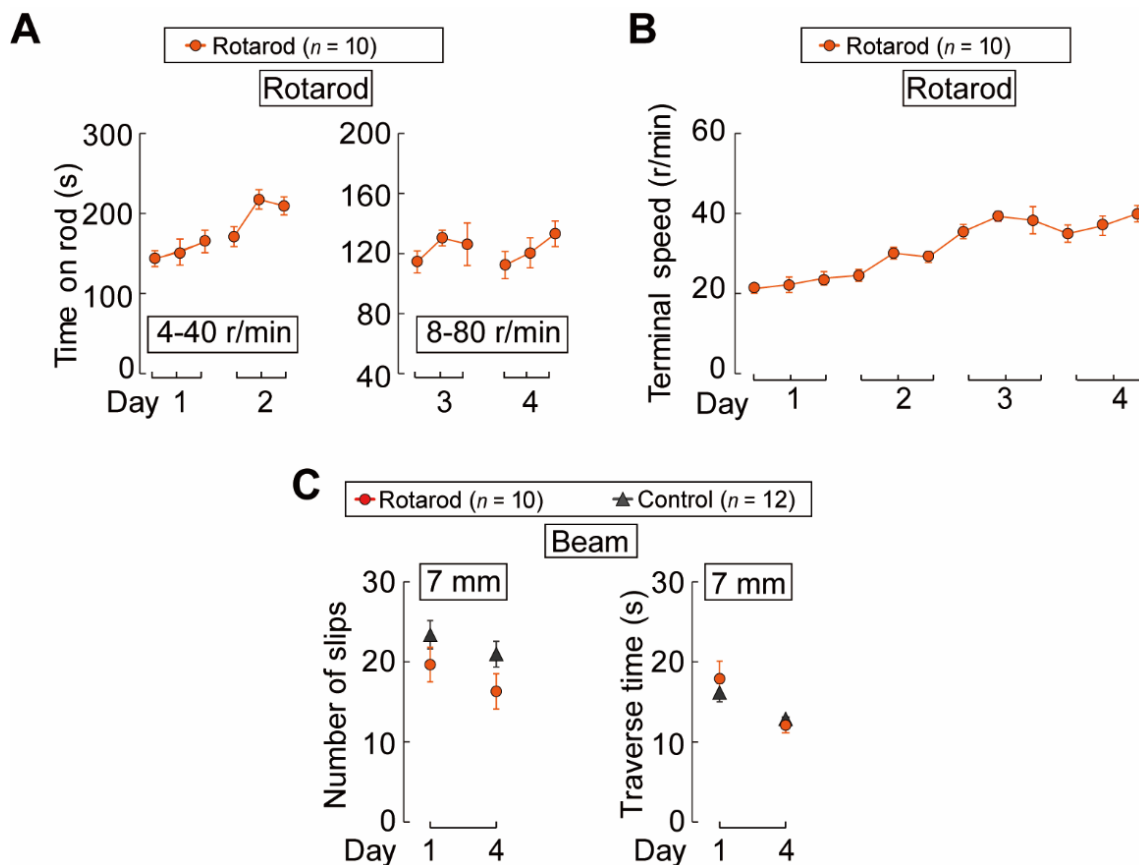 A
Rotarod (n = 10)
Rotarod
Time on rod (s)
300
200
100
0
4-40 r/min
Day 1 2
200
160
120
80
40
8-80 r/min
3 4
B
Rotarod (n = 10)
Rotarod
Terminal speed (r/min)
60
40
20
0
Day 1 2 3 4
C
Rotarod (n = 10) Control (n = 12)
Beam
7 mm
Number of slips
30
20
10
0
Day 1 4
7 mm
Traverse time (s)
30
20
10
0
Day 1 4